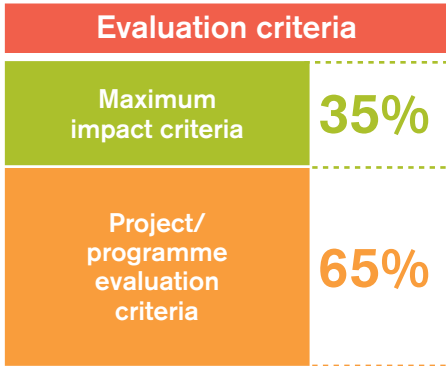 Evaluation criteria
Maximum
impact criteria
35%
Project/
programme
evaluation
criteria
65%